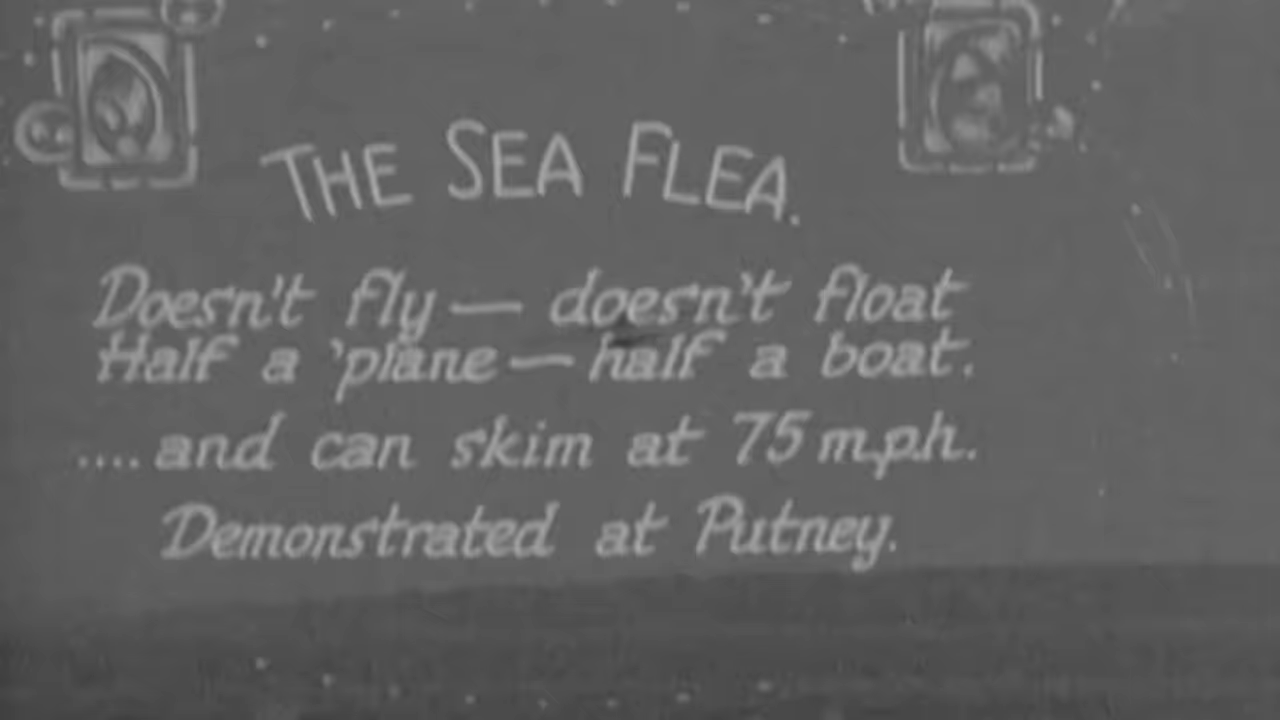 THE SEA FLEA.
Doesn't fly — doesn't float
Half a 'plane — half a boat.
.... and can skim at 75 m.p.h.
Demonstrated at Putney.